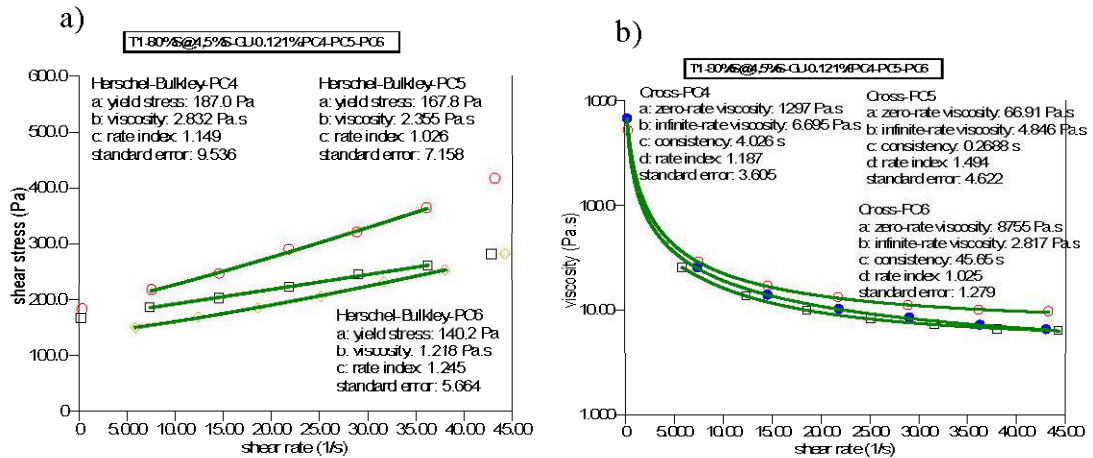 a)
T1-80%S@4,5%S-GU-0.121%PC4-PC5-PC6
Herschel-Bulkley-PC4
a: yield stress: 187.0 Pa
b: viscosity: 2.832 Pa.s
c: rate index: 1.149
standard error: 9.536
Herschel-Bulkley-PC5
a: yield stress: 167.8 Pa
b: viscosity: 2.355 Pa.s
c: rate index: 1.026
standard error: 7.158
Herschel-Bulkley-PC6
a: yield stress: 140.2 Pa
b: viscosity: 1.218 Pa.s
c: rate index: 1.245
standard error: 5.664
shear stress (Pa)
600.0
500.0
400.0
300.0
200.0
100.0
0
0
5.000
10.00
15.00
20.00
25.00
30.00
35.00
40.00
45.00
shear rate (1/s)
b)
T1-80%S@4,5%S-GU-0.121%PC4-PC5-PC6
Cross-PC4
a: zero-rate viscosity: 1297 Pa.s
b: infinite-rate viscosity: 6.695 Pa.s
c: consistency: 4.026 s
d: rate index: 1.187
standard error: 3.605
Cross-PC5
a: zero-rate viscosity: 66.91 Pa.s
b: infinite-rate viscosity: 4.846 Pa.s
c: consistency: 0.2688 s
d: rate index: 1.494
standard error: 4.622
Cross-PC6
a: zero-rate viscosity: 8755 Pa.s
b: infinite-rate viscosity: 2.817 Pa.s
c: consistency: 45.65 s
d: rate index: 1.025
standard error: 1.279
viscosity (Pa.s)
1000
100.0
10.00
1.000
0
5.000
10.00
15.00
20.00
25.00
30.00
35.00
40.00
45.00
shear rate (1/s)